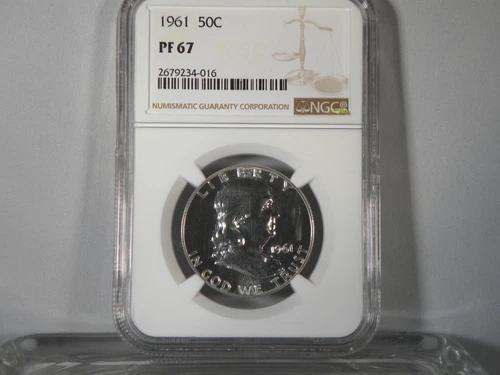 1961 50C
PF 67
2679234-016
NUMISMATIC GUARANTY CORPORATION
NGC®
LIBERTY
1961
IN GOD WE TRUST